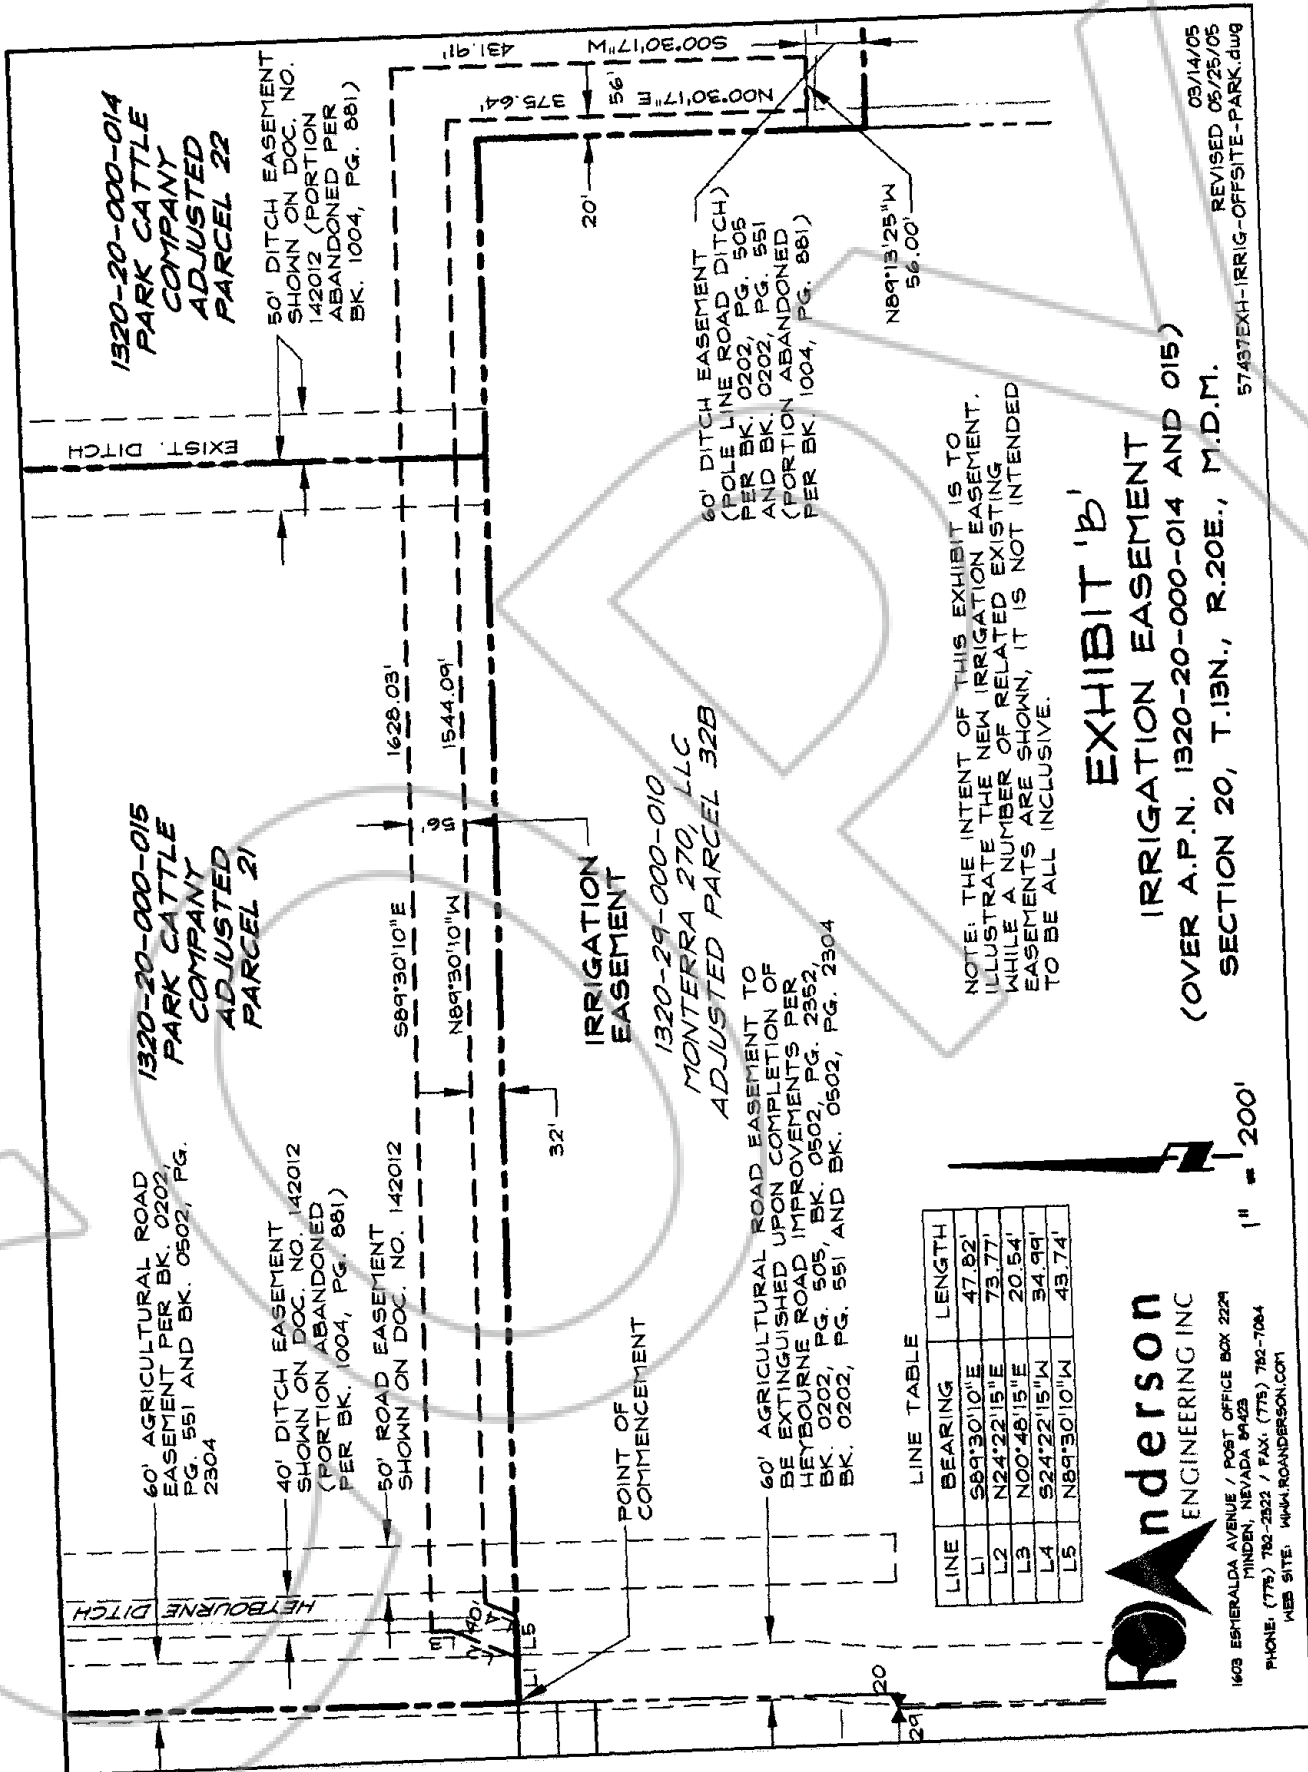 1320-20-000-014
PARK CATTLE
COMPANY
ADJUSTED
PARCEL 22
50' DITCH EASEMENT
SHOWN ON DOC. NO.
142012 (PORTION
ABANDONED PER
BK. 1004, PG. 881)
EXIST. DITCH
1320-20-000-015
PARK CATTLE
COMPANY
ADJUSTED
PARCEL 21
60' AGRICULTURAL ROAD
EASEMENT PER BK. 0202,
PG. 551 AND BK. 0502, PG.
2304
40' DITCH EASEMENT
SHOWN ON DOC. NO. 142012
(PORTION ABANDONED
PER BK. 1004, PG. 881)
50' ROAD EASEMENT
SHOWN ON DOC. NO. 142012
HEYBOURNE DITCH
S89°30'10"E
1628.03'
N89°30'10"W
1544.09'
56'
32'
431.91'
S00°30'17"W
375.64'
N00°30'17"E
56'
20'
L3
L2
40'
L4
L1
L5
POINT OF
COMMENCEMENT
IRRIGATION
EASEMENT
1320-29-000-010
MONTERRA 270, LLC
ADJUSTED PARCEL 32B
60' DITCH EASEMENT
(POLE LINE ROAD DITCH)
PER BK. 0202, PG. 505
AND BK. 0202, PG. 551
(PORTION ABANDONED
PER BK. 1004, PG. 881)
N89°13'25"W
56.00'
60' AGRICULTURAL ROAD EASEMENT TO
BE EXTINGUISHED UPON COMPLETION OF
HEYBOURNE ROAD IMPROVEMENTS PER
BK. 0202, PG. 505, BK. 0502, PG. 2352,
BK. 0202, PG. 551 AND BK. 0502, PG. 2304
20
29
LINE TABLE
LINE BEARING LENGTH
L1 S89°30'10"E 47.82'
L2 N24°22'15"E 73.77'
L3 N00°48'15"E 20.54'
L4 S24°22'15"W 34.99'
L5 N89°30'10"W 43.74'
NOTE: THE INTENT OF THIS EXHIBIT IS TO
ILLUSTRATE THE NEW IRRIGATION EASEMENT.
WHILE A NUMBER OF RELATED EXISTING
EASEMENTS ARE SHOWN, IT IS NOT INTENDED
TO BE ALL INCLUSIVE.
1" = 200'
EXHIBIT 'B'
IRRIGATION EASEMENT
(OVER A.P.N. 1320-20-000-014 AND 015)
SECTION 20, T.13N., R.20E., M.D.M.
ROAnderson
ENGINEERING INC
1603 ESMERALDA AVENUE / POST OFFICE BOX 2229
MINDEN, NEVADA 89423
PHONE: (775) 782-2322 / FAX: (775) 782-7084
WEB SITE: WWW.ROANDERSON.COM
03/14/05
REVISED 05/25/05
57437EXH-IRRIG-OFFSITE-PARK.dwg
COPY